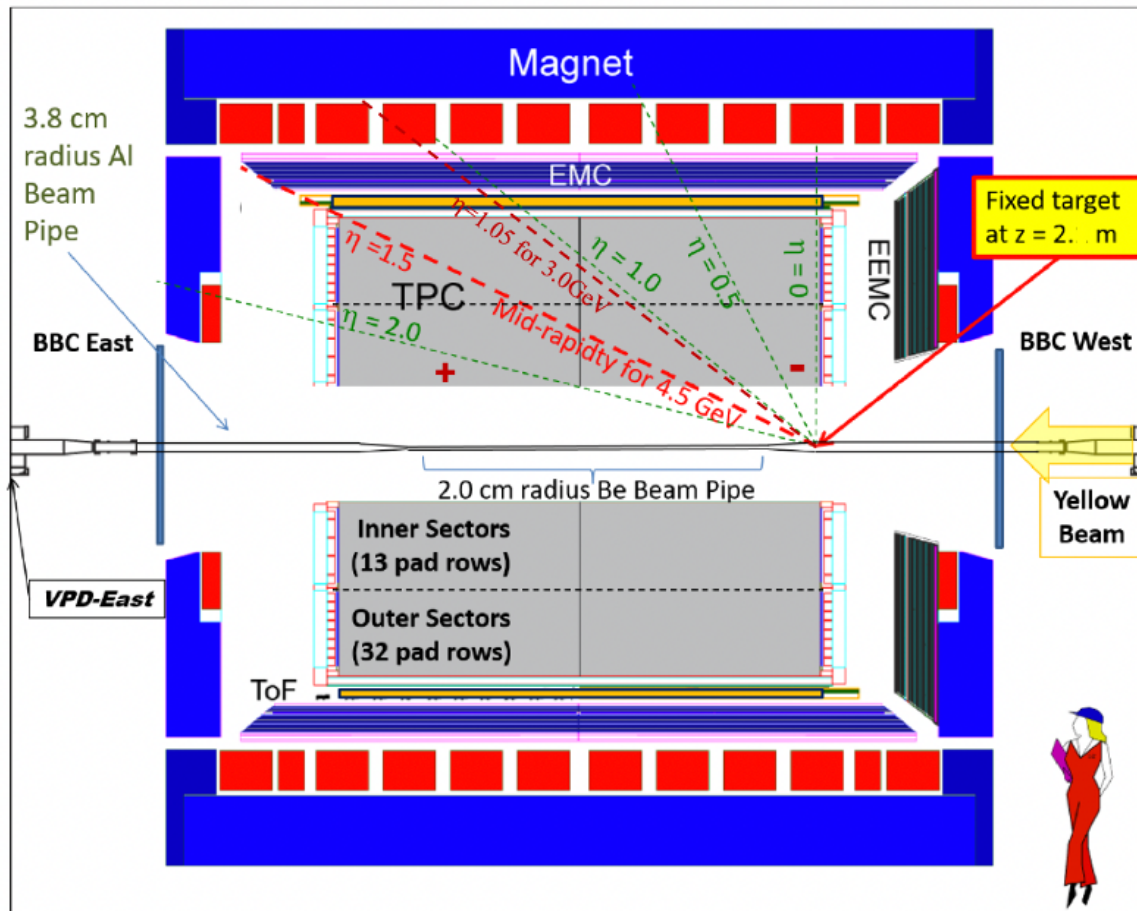 Magnet
3.8 cm
radius Al
Beam
Pipe
EMC
Fixed target
at z = 2. m
η=1.05 for 3.0GeV
η =1.5
η = 1.0
η = 0.5
η = 0
EEMC
TPC
η = 2.0
Mid-rapidty for 4.5 GeV
BBC East
BBC West
+
-
2.0 cm radius Be Beam Pipe
Yellow
Beam
Inner Sectors
(13 pad rows)
VPD-East
Outer Sectors
(32 pad rows)
ToF